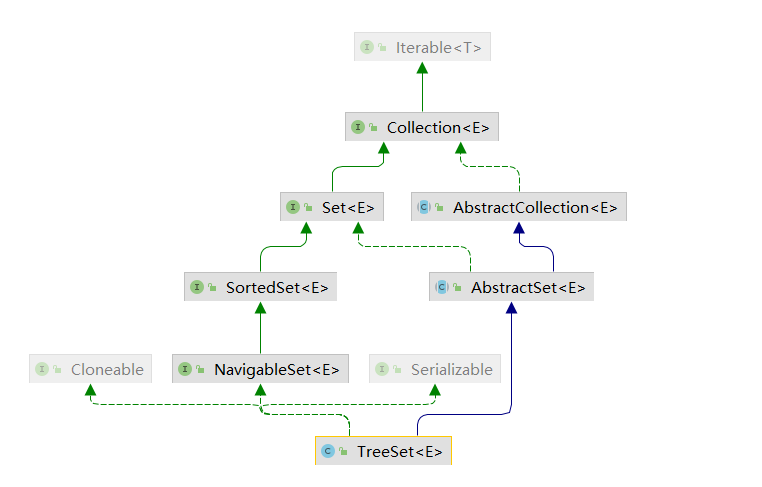 I Iterable<T>
I Collection<E>
I Set<E>
C AbstractCollection<E>
I SortedSet<E>
C AbstractSet<E>
I Cloneable
I NavigableSet<E>
I Serializable
C TreeSet<E>